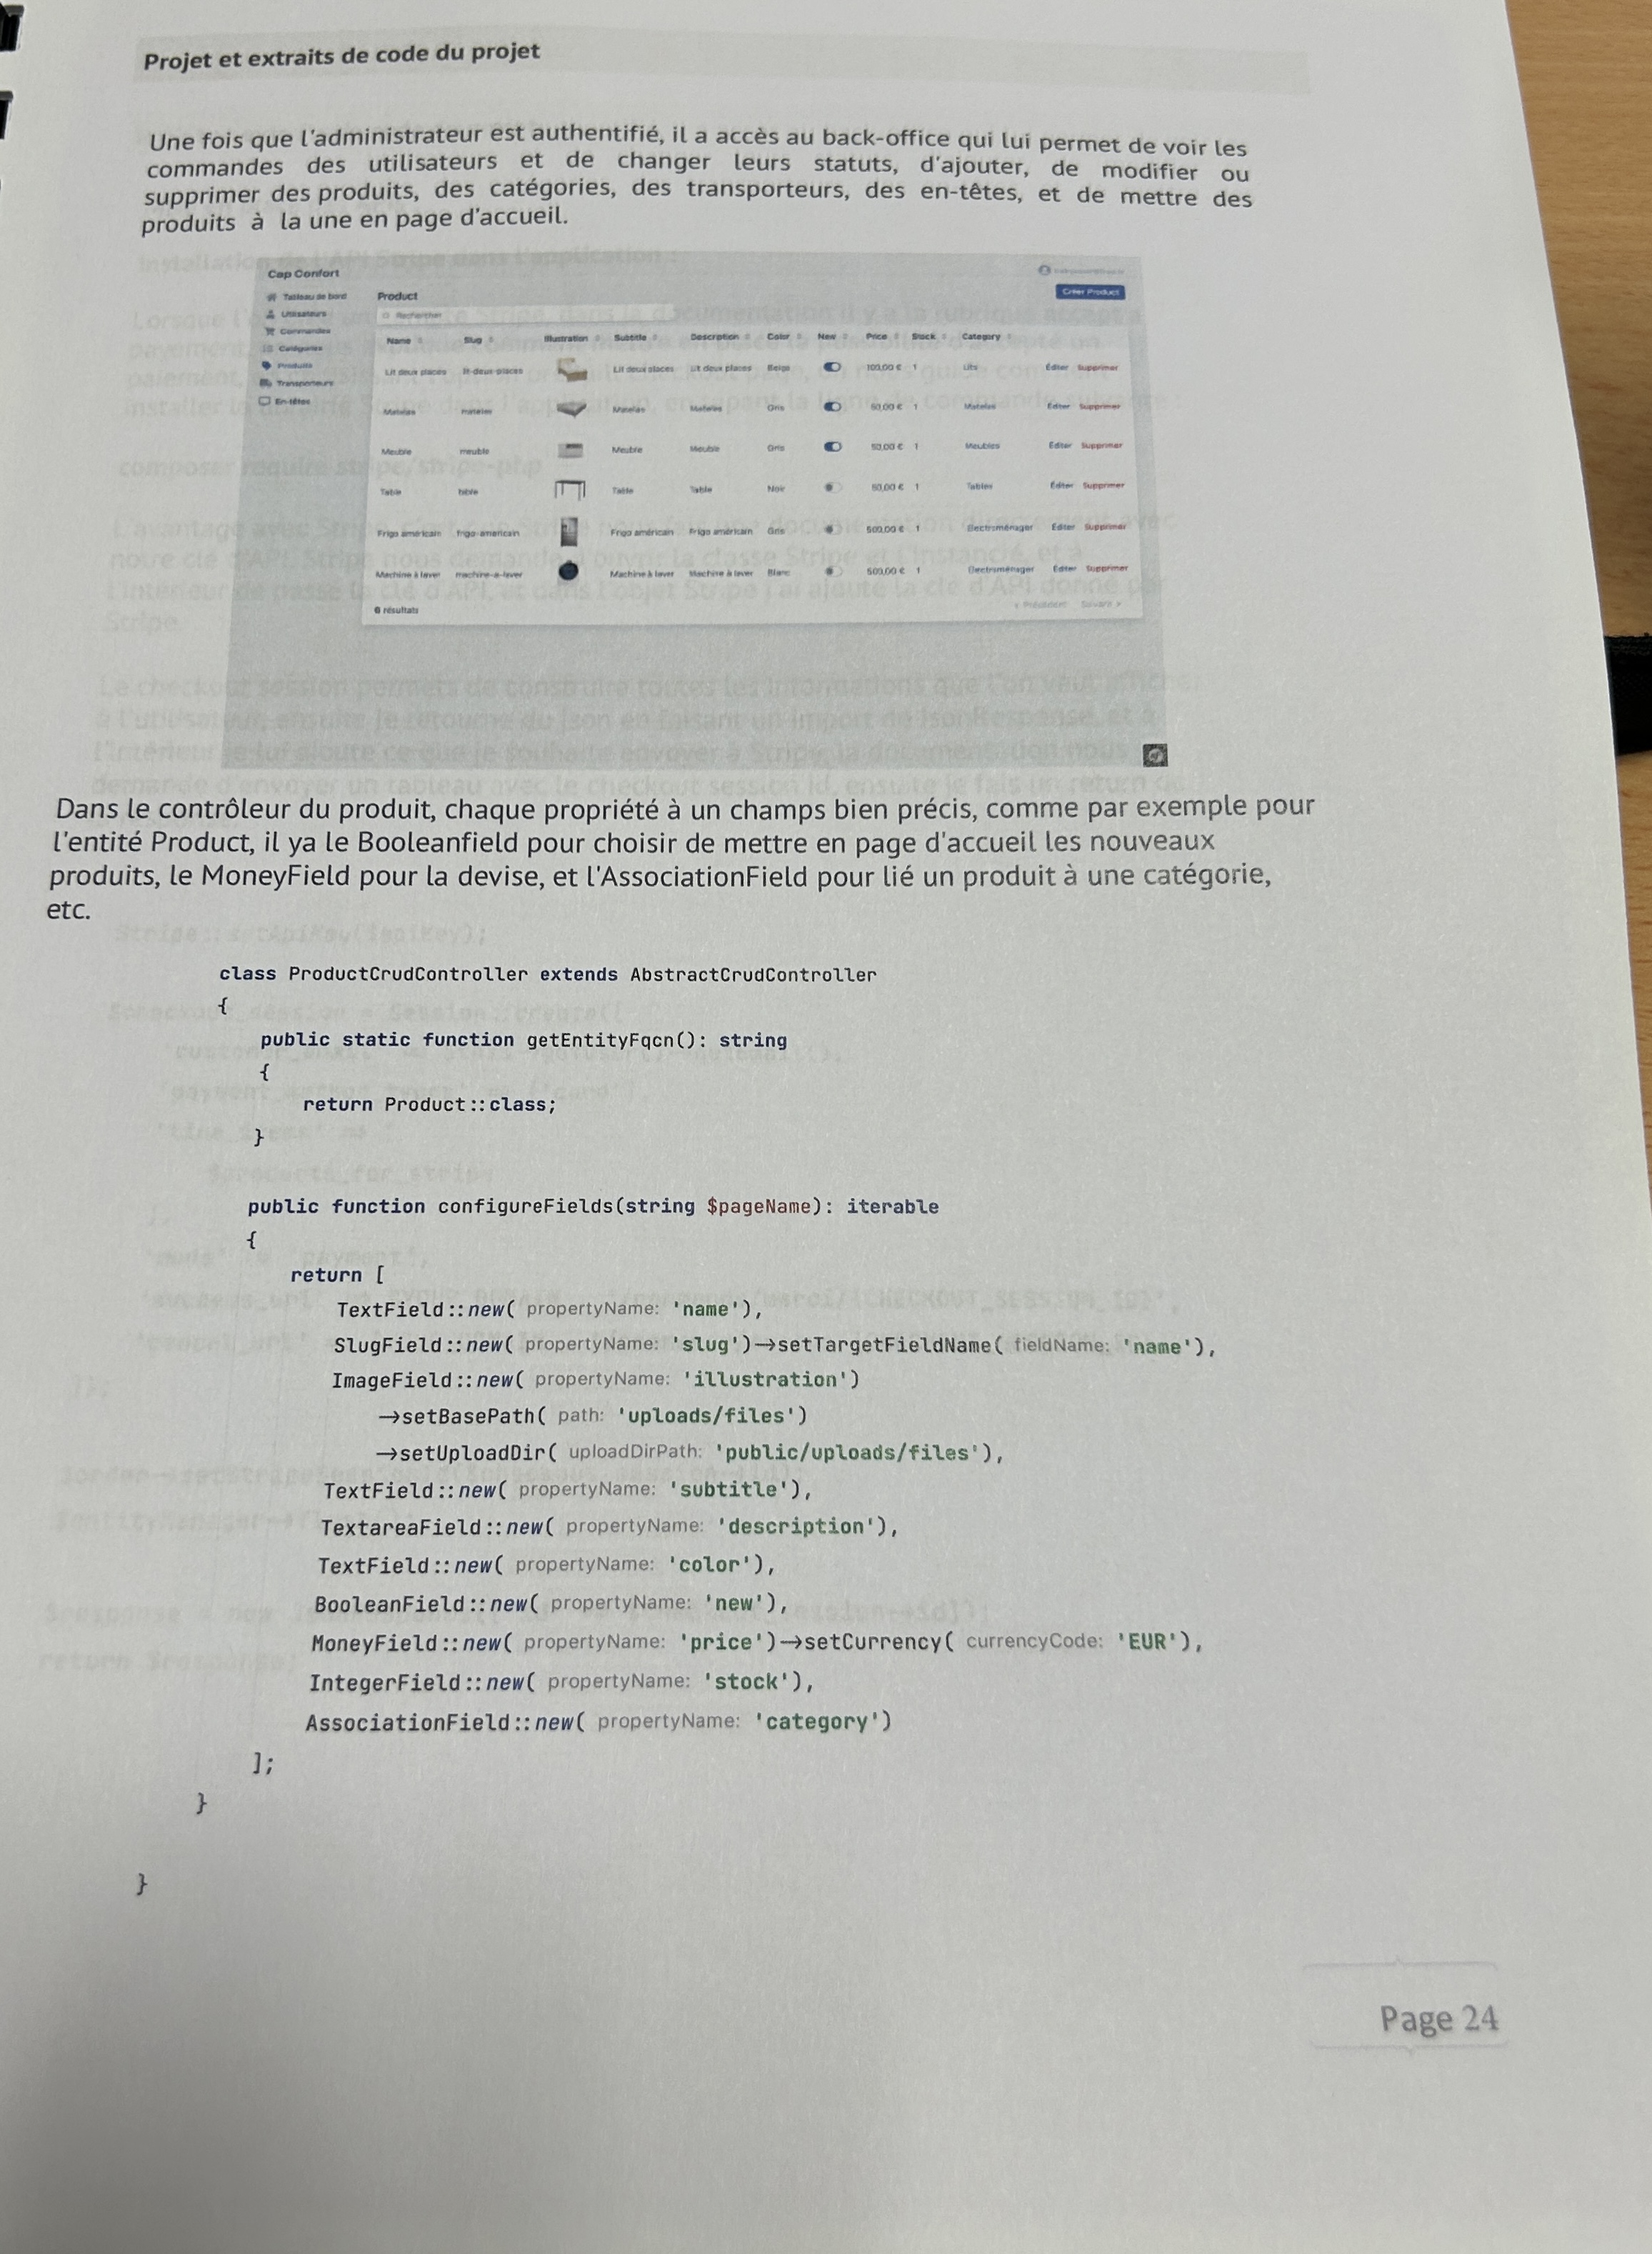 Projet et extraits de code du projet
Une fois que l'administrateur est authentifié, il a accès au back-office qui lui permet de voir les
commandes des utilisateurs et de changer leurs statuts, d'ajouter, de modifier ou
supprimer des produits, des catégories, des transporteurs, des en-têtes, et de mettre des
produits à la une en page d'accueil.
Cap Confort
Tableau de bord
Utilisateurs
Commandes
Catégories
Produits
Transporteurs
En-têtes
Product
Créer Product
Rechercher
Name Slug Illustration Subtitle Description Color New Price Stock Category
Lit deux places lit-deux-places Lit deux places Lit deux places Beige 100,00 € 1 Lits Éditer Supprimer
Matelas matelas Matelas Matelas Gris 50,00 € 1 Matelas Éditer Supprimer
Meuble meuble Meuble Meuble Gris 50,00 € 1 Meubles Éditer Supprimer
Table table Table Table Noir 50,00 € 1 Tables Éditer Supprimer
Frigo américain frigo-americain Frigo américain Frigo américain Gris 500,00 € 1 Électroménager Éditer Supprimer
Machine à laver machine-a-laver Machine à laver Machine à laver Blanc 500,00 € 1 Électroménager Éditer Supprimer
6 résultats
< Précédent Suivant >
Dans le contrôleur du produit, chaque propriété à un champs bien précis, comme par exemple pour
l'entité Product, il ya le Booleanfield pour choisir de mettre en page d'accueil les nouveaux
produits, le MoneyField pour la devise, et l'AssociationField pour lié un produit à une catégorie,
etc.
class ProductCrudController extends AbstractCrudController
{
public static function getEntityFqcn(): string
{
return Product::class;
}
public function configureFields(string $pageName): iterable
{
return [
TextField::new( propertyName: 'name'),
SlugField::new( propertyName: 'slug')→setTargetFieldName( fieldName: 'name'),
ImageField::new( propertyName: 'illustration')
→setBasePath( path: 'uploads/files')
→setUploadDir( uploadDirPath: 'public/uploads/files'),
TextField::new( propertyName: 'subtitle'),
TextareaField::new( propertyName: 'description'),
TextField::new( propertyName: 'color'),
BooleanField::new( propertyName: 'new'),
MoneyField::new( propertyName: 'price')→setCurrency( currencyCode: 'EUR'),
IntegerField::new( propertyName: 'stock'),
AssociationField::new( propertyName: 'category')
];
}
}
Page 24